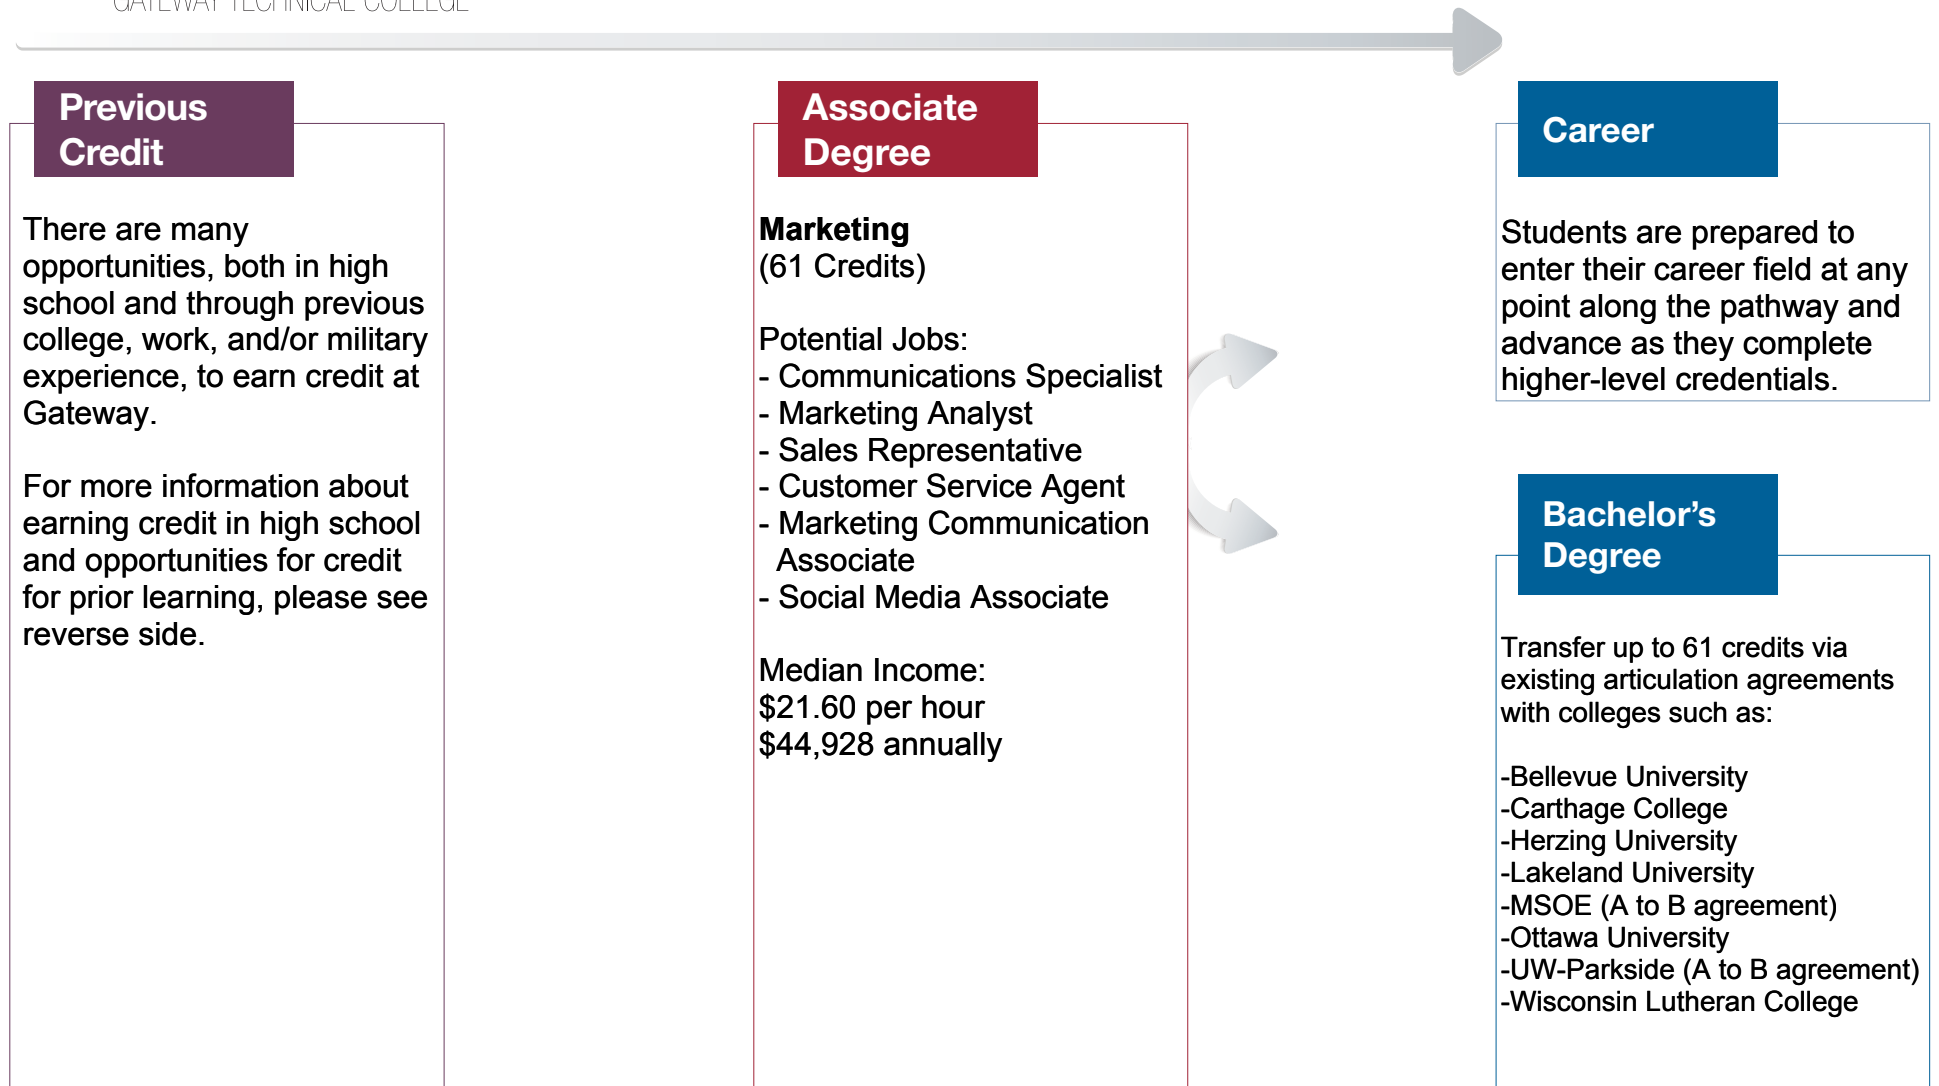 GATEWAY TECHNICAL COLLEGE
Previous
Credit
There are many
opportunities, both in high
school and through previous
college, work, and/or military
experience, to earn credit at
Gateway.
For more information about
earning credit in high school
and opportunities for credit
for prior learning, please see
reverse side.
Associate
Degree
Marketing
(61 Credits)
Potential Jobs:
- Communications Specialist
- Marketing Analyst
- Sales Representative
- Customer Service Agent
- Marketing Communication
Associate
- Social Media Associate
Median Income:
$21.60 per hour
$44,928 annually
Career
Students are prepared to
enter their career field at any
point along the pathway and
advance as they complete
higher-level credentials.
Bachelor’s
Degree
Transfer up to 61 credits via
existing articulation agreements
with colleges such as:
-Bellevue University
-Carthage College
-Herzing University
-Lakeland University
-MSOE (A to B agreement)
-Ottawa University
-UW-Parkside (A to B agreement)
-Wisconsin Lutheran College